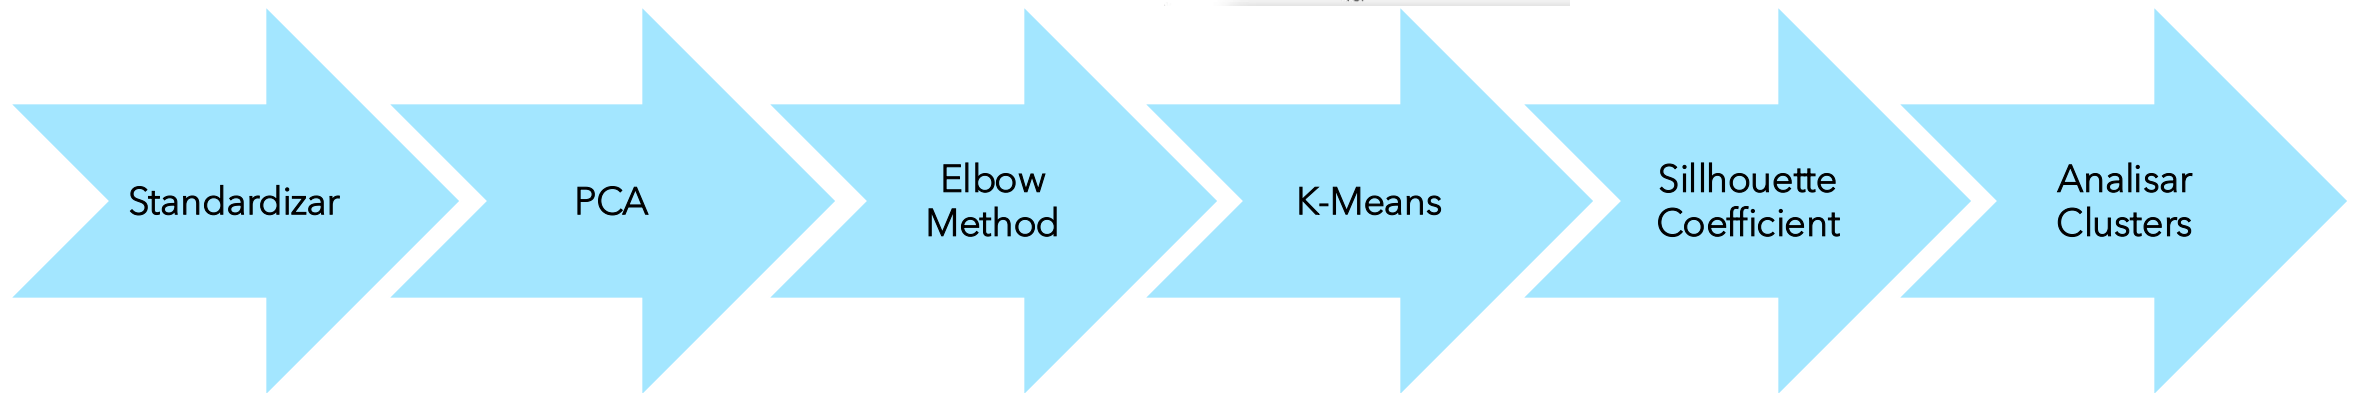 Standardizar
PCA
Elbow
Method
K-Means
Sillhouette
Coefficient
Analisar
Clusters